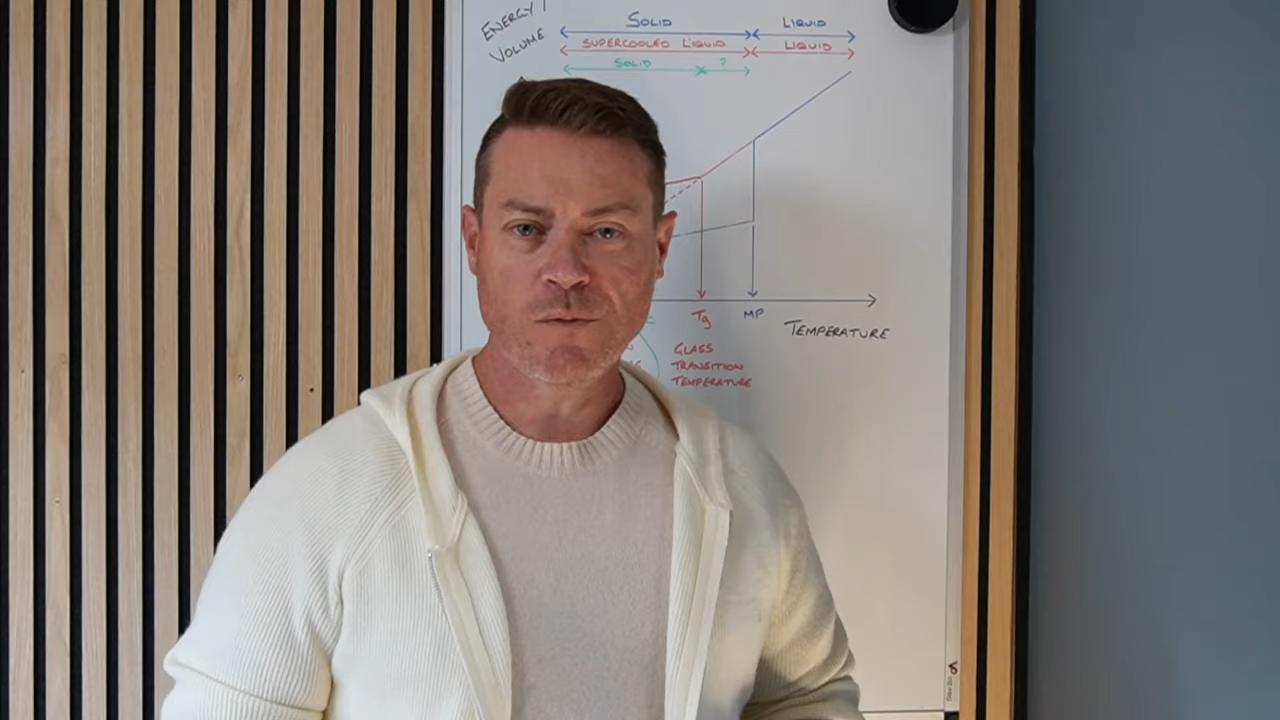 ENERGY /
VOLUME
SOLID
LIQUID
SUPERCOOLED LIQUID
LIQUID
SOLID
?
Tg
MP
TEMPERATURE
GLASS
TRANSITION
TEMPERATURE